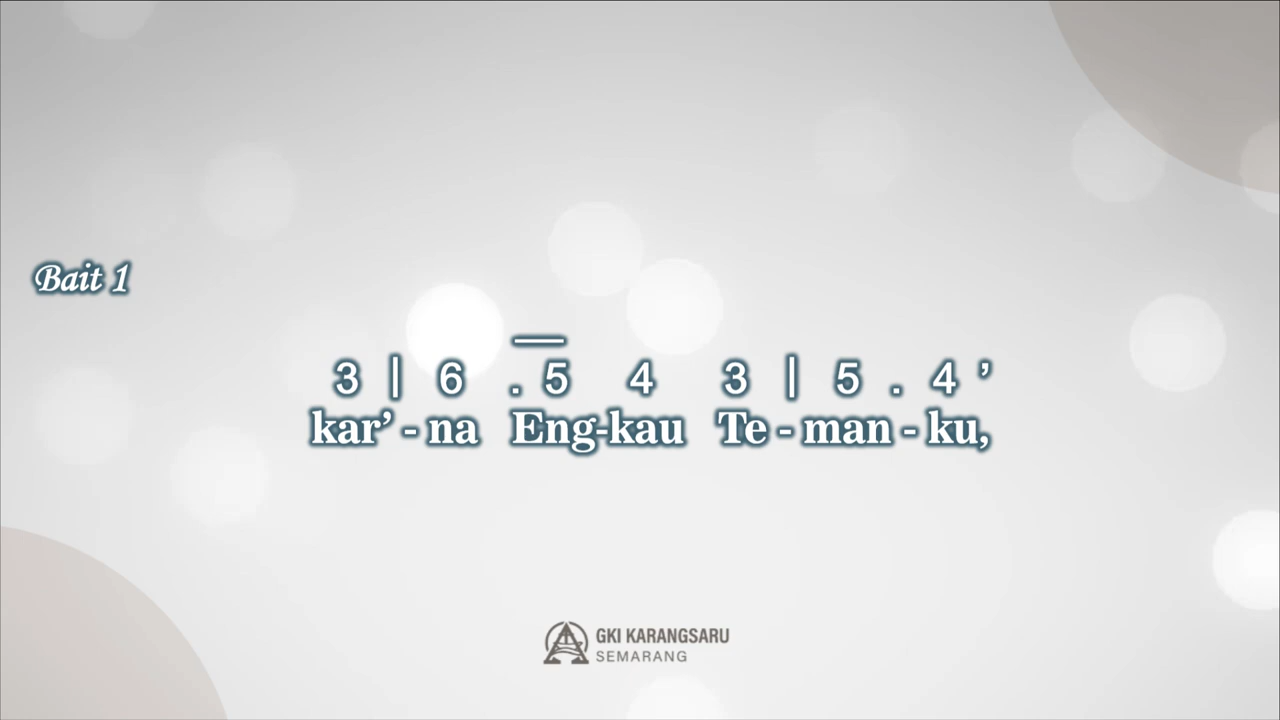 Bait 1
3 | 6 . 5 4 3 | 5 . 4 ’
kar’ - na Eng-kau Te - man - ku,
GKI KARANGSARU
SEMARANG